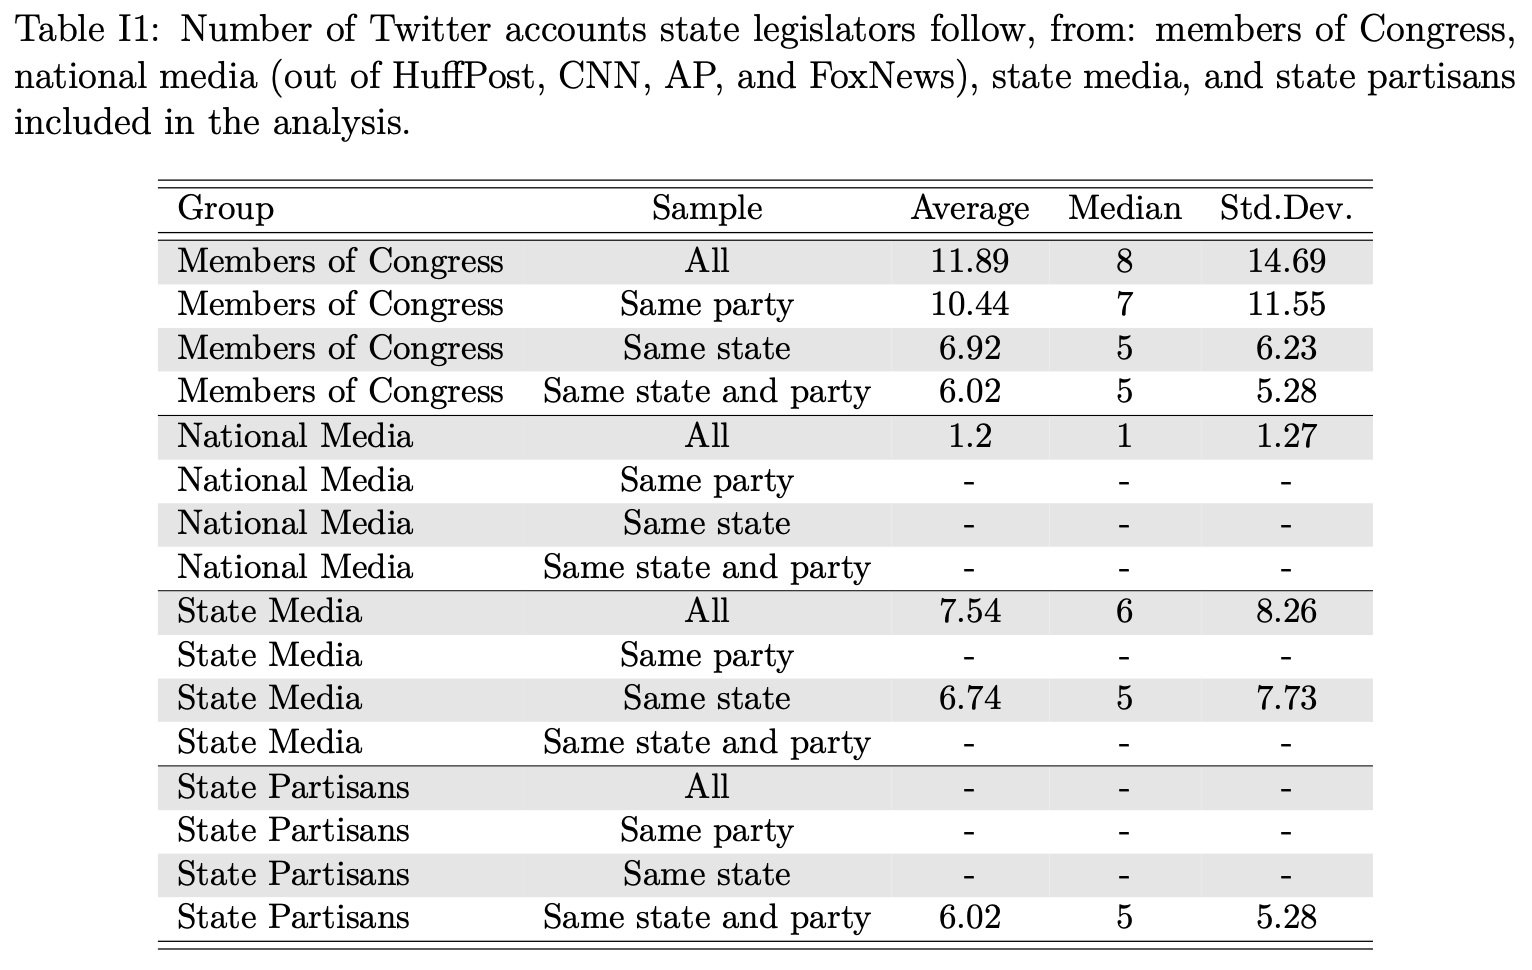 Table I1: Number of Twitter accounts state legislators follow, from: members of Congress,
national media (out of HuffPost, CNN, AP, and FoxNews), state media, and state partisans
included in the analysis.
Group Sample Average Median Std.Dev.
Members of Congress All 11.89 8 14.69
Members of Congress Same party 10.44 7 11.55
Members of Congress Same state 6.92 5 6.23
Members of Congress Same state and party 6.02 5 5.28
National Media All 1.2 1 1.27
National Media Same party - - -
National Media Same state - - -
National Media Same state and party - - -
State Media All 7.54 6 8.26
State Media Same party - - -
State Media Same state 6.74 5 7.73
State Media Same state and party - - -
State Partisans All - - -
State Partisans Same party - - -
State Partisans Same state - - -
State Partisans Same state and party 6.02 5 5.28